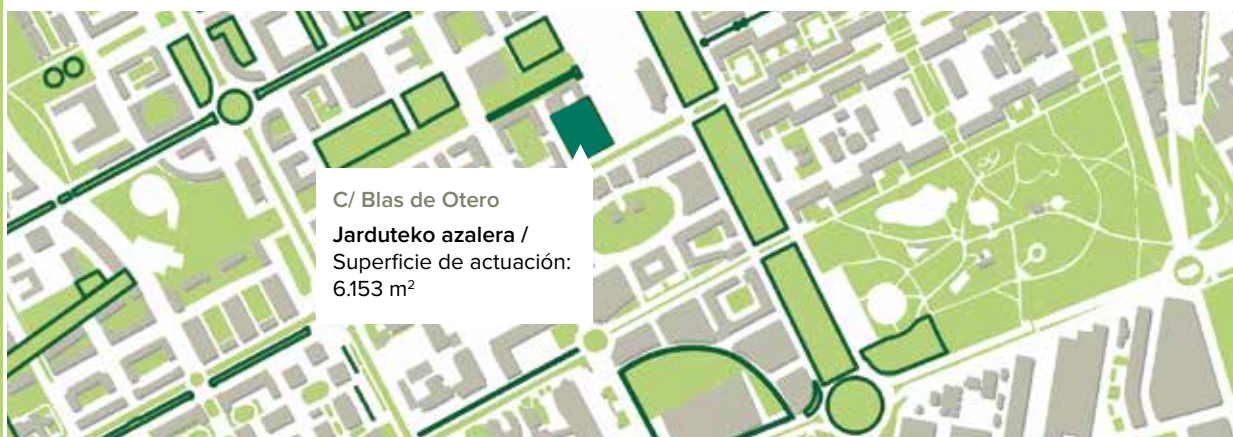 C/ Blas de Otero
Jarduteko azalera /
Superficie de actuación:
6.153 m²